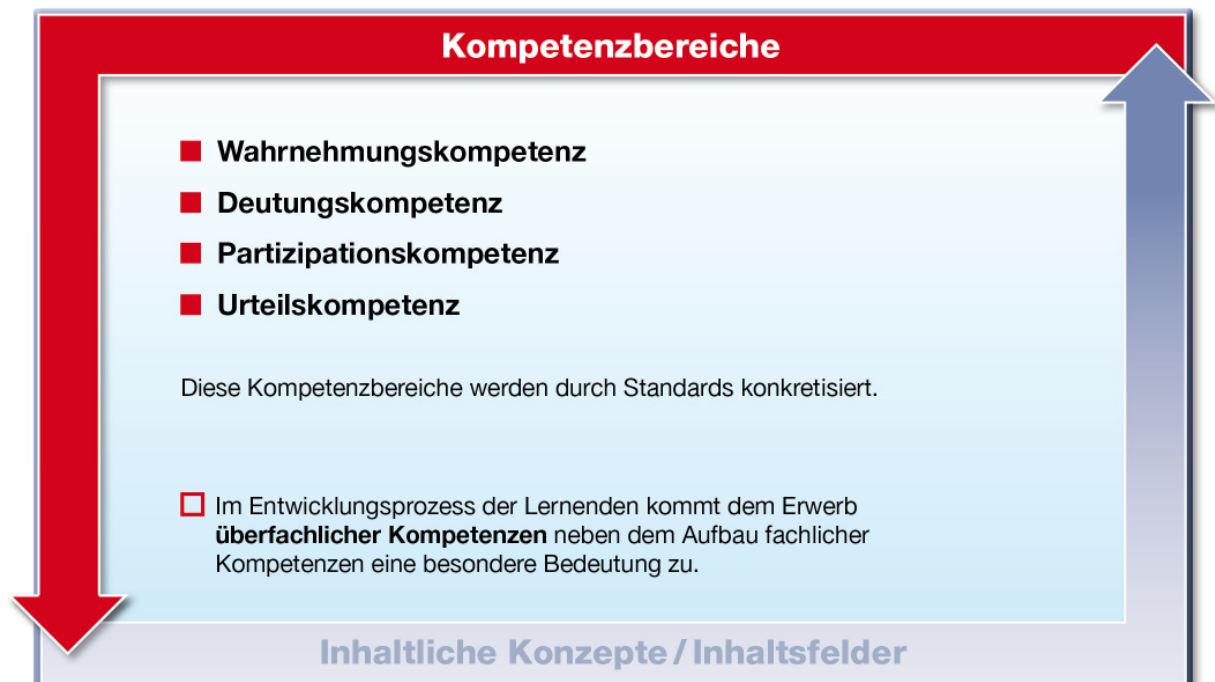 Kompetenzbereiche
Wahrnehmungskompetenz
Deutungskompetenz
Partizipationskompetenz
Urteilskompetenz
Diese Kompetenzbereiche werden durch Standards konkretisiert.
Im Entwicklungsprozess der Lernenden kommt dem Erwerb
überfachlicher Kompetenzen neben dem Aufbau fachlicher
Kompetenzen eine besondere Bedeutung zu.
Inhaltliche Konzepte / Inhaltsfelder